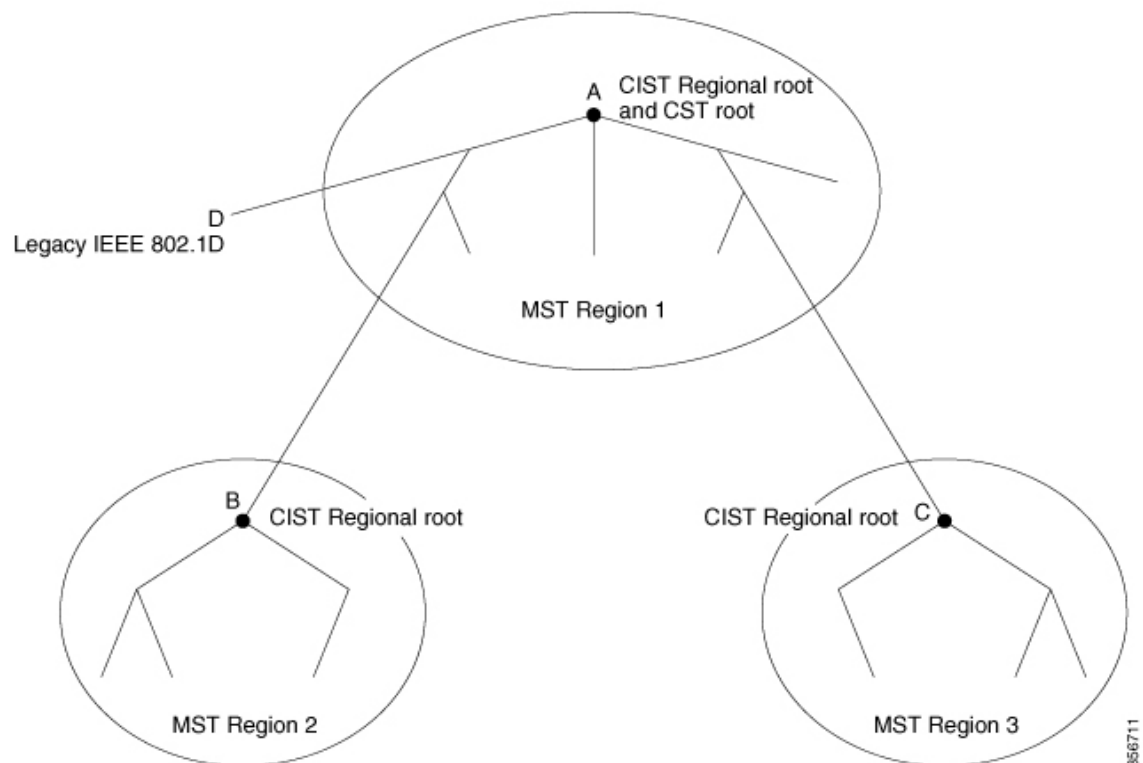 A
CIST Regional root
and CST root
D
Legacy IEEE 802.1D
MST Region 1
B
CIST Regional root
CIST Regional root
C
MST Region 2
MST Region 3